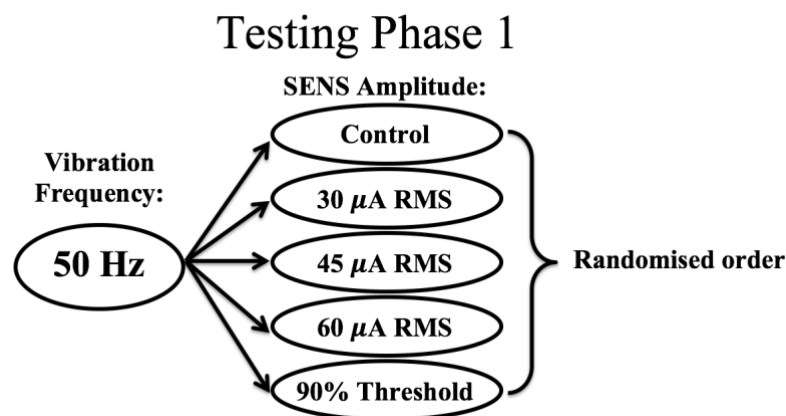 Testing Phase 1
SENS Amplitude:
Control
Vibration
Frequency:
30 μA RMS
50 Hz
45 μA RMS
Randomised order
60 μA RMS
90% Threshold